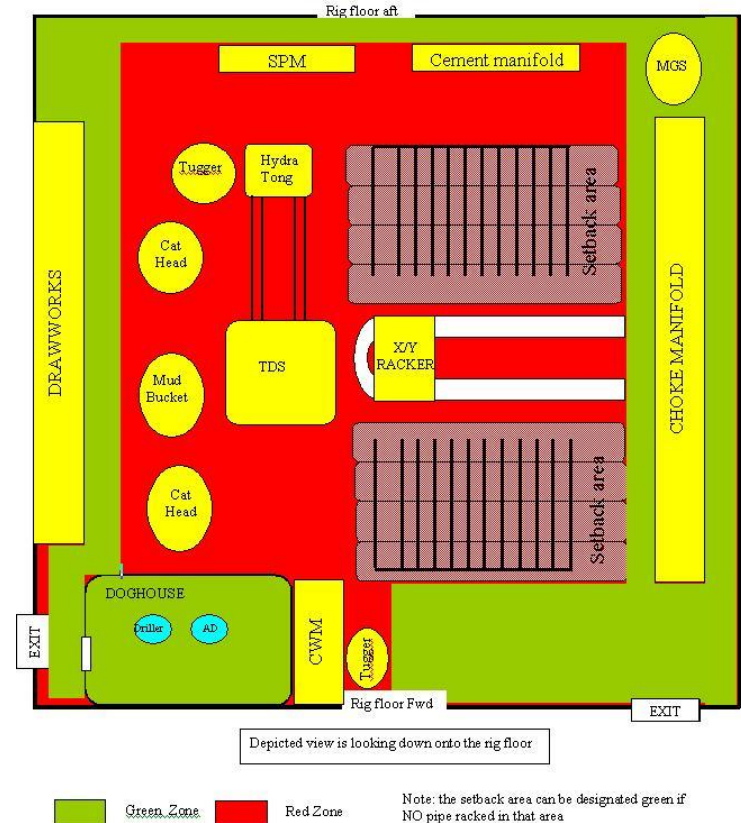 Rig floor aft
SPM
Cement manifold
MGS
Tugger
Hydra
Tong
Setback area
Cat
Head
DRAWWORKS
TDS
X/Y
RACKER
CHOKE MANIFOLD
Mud
Bucket
Cat
Head
Setback area
DOGHOUSE
Driller
AD
CWM
Tugger
EXIT
Rig floor Fwd
EXIT
Depicted view is looking down onto the rig floor
Green Zone
Red Zone
Note: the setback area can be designated green if
NO pipe racked in that area